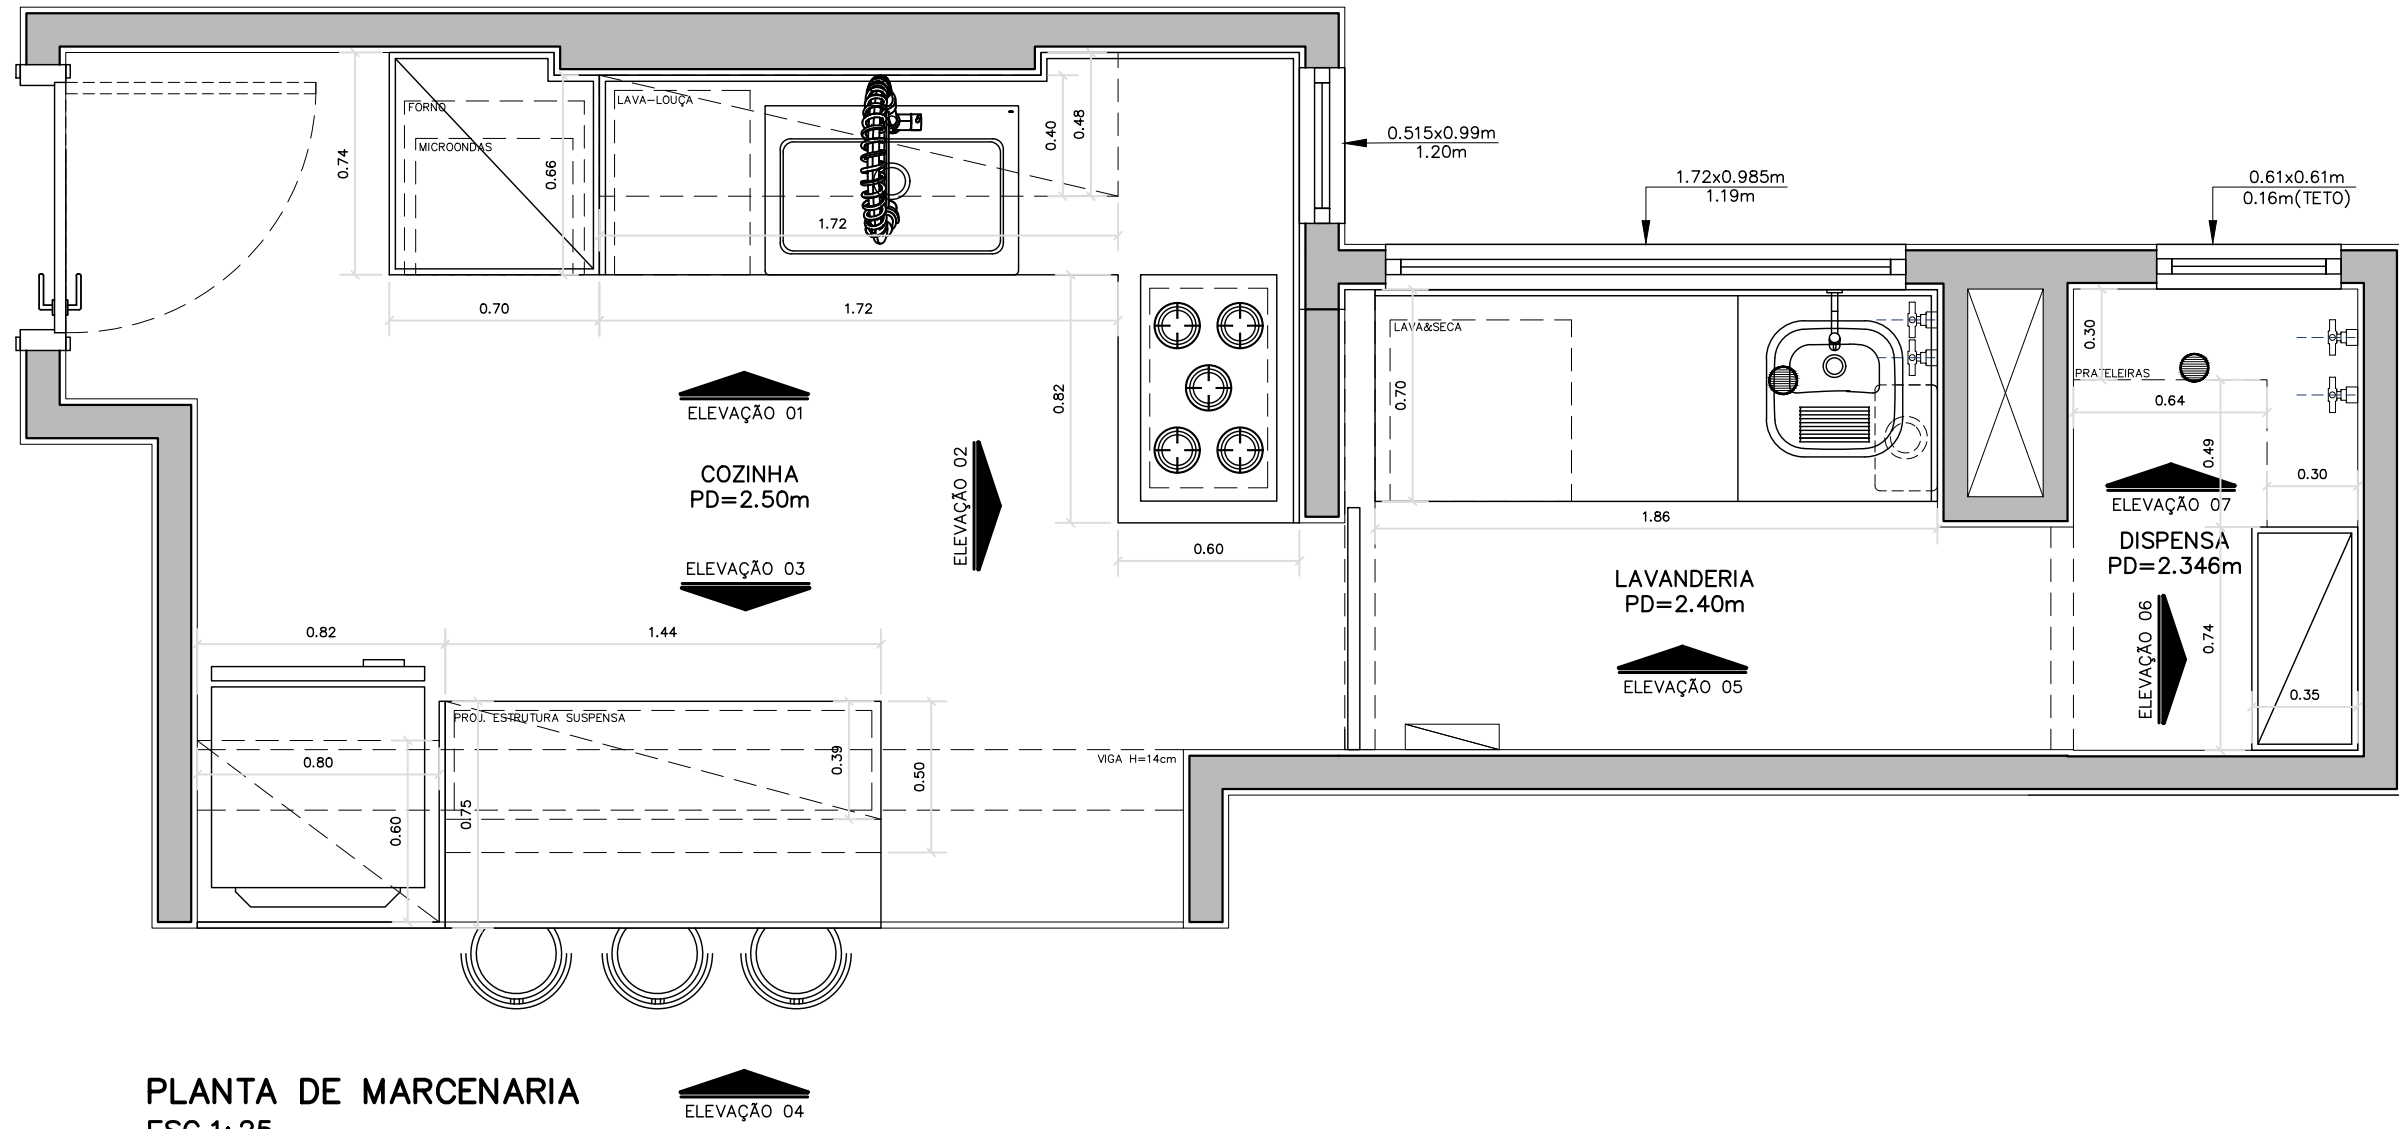 FORNO
MICROONDAS
LAVA-LOUÇA
0.74
0.66
0.40
0.48
1.72
0.70
1.72
0.515x0.99m
1.20m
1.72x0.985m
1.19m
0.61x0.61m
0.16m(TETO)
LAVA&SECA
0.70
0.82
0.60
1.86
0.30
PRATELEIRAS
0.64
0.49
0.30
ELEVAÇÃO 01
COZINHA
PD=2.50m
ELEVAÇÃO 02
ELEVAÇÃO 03
ELEVAÇÃO 07
DISPENSA
PD=2.346m
LAVANDERIA
PD=2.40m
ELEVAÇÃO 05
ELEVAÇÃO 06
0.74
0.35
0.82
1.44
PROJ. ESTRUTURA SUSPENSA
0.80
0.60
0.75
0.39
0.50
VIGA H=14cm
PLANTA DE MARCENARIA
ESC.1:25
ELEVAÇÃO 04